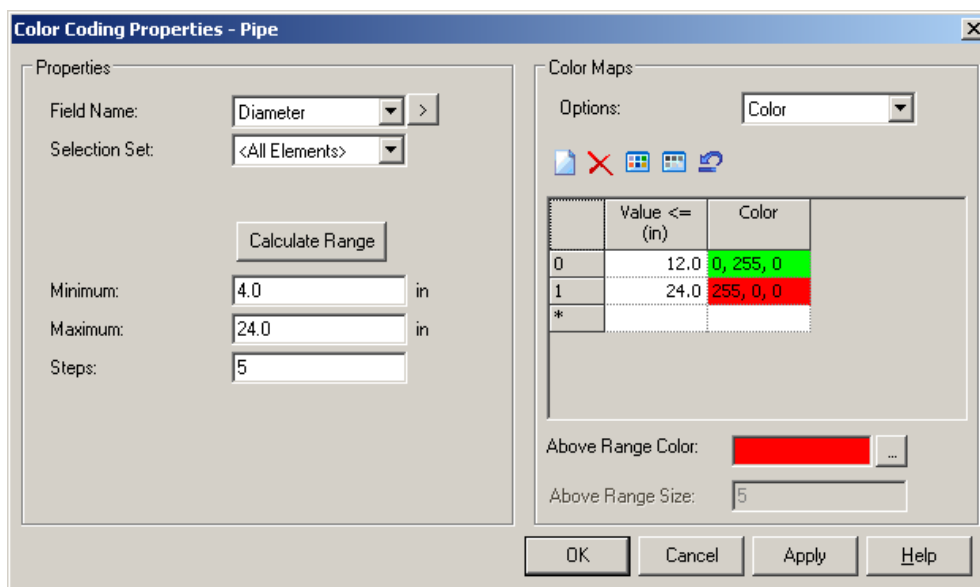 Color Coding Properties - Pipe
Properties
Field Name:
Diameter
>
Selection Set:
<All Elements>
Calculate Range
Minimum:
4.0
in
Maximum:
24.0
in
Steps:
5
Color Maps
Options:
Color
Value <=
(in)
Color
0
12.0
0, 255, 0
1
24.0
255, 0, 0
*
Above Range Color:
...
Above Range Size:
5
OK
Cancel
Apply
Help